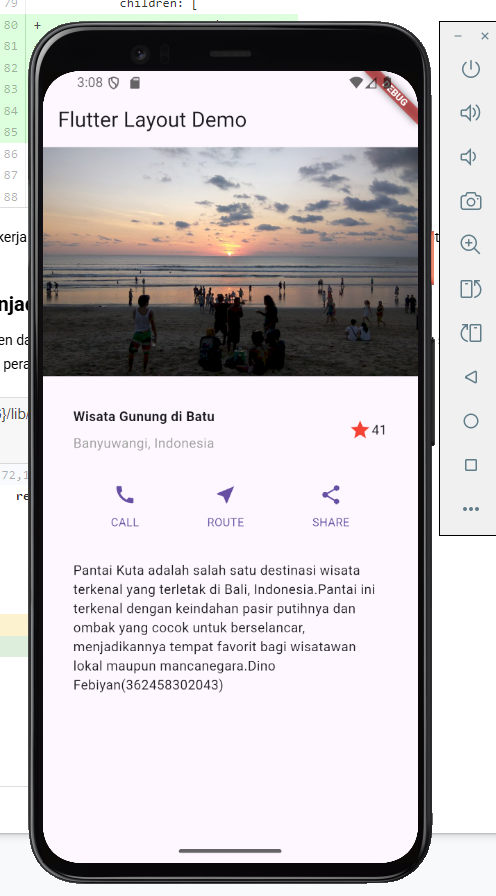 79 children: [
80 +
81
82
83
84
85
86
87
88
3:08
DEBUG
Flutter Layout Demo
kerja
njad
en da
pera
}/lib/
72,1
re
Wisata Gunung di Batu
Banyuwangi, Indonesia
41
CALL ROUTE SHARE
Pantai Kuta adalah salah satu destinasi wisata
terkenal yang terletak di Bali, Indonesia.Pantai ini
terkenal dengan keindahan pasir putihnya dan
ombak yang cocok untuk berselancar,
menjadikannya tempat favorit bagi wisatawan
lokal maupun mancanegara.Dino
Febiyan(362458302043)